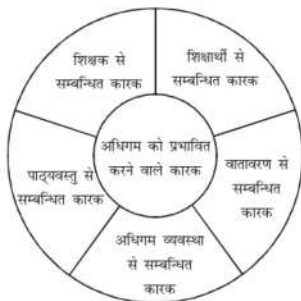 शिक्षक से
सम्बन्धित कारक
शिक्षार्थी से
सम्बन्धित कारक
अधिगम को प्रभावित
करने वाले कारक
पाठ्यवस्तु से
सम्बन्धित कारक
वातावरण से
सम्बन्धित
कारक
अधिगम व्यवस्था
से सम्बन्धित
कारक